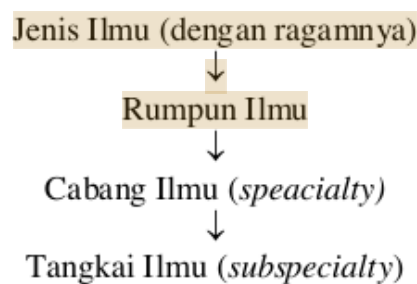 Jenis Ilmu (dengan ragamnya)
↓
Rumpun Ilmu
↓
Cabang Ilmu (speacialty)
↓
Tangkai Ilmu (subspecialty)